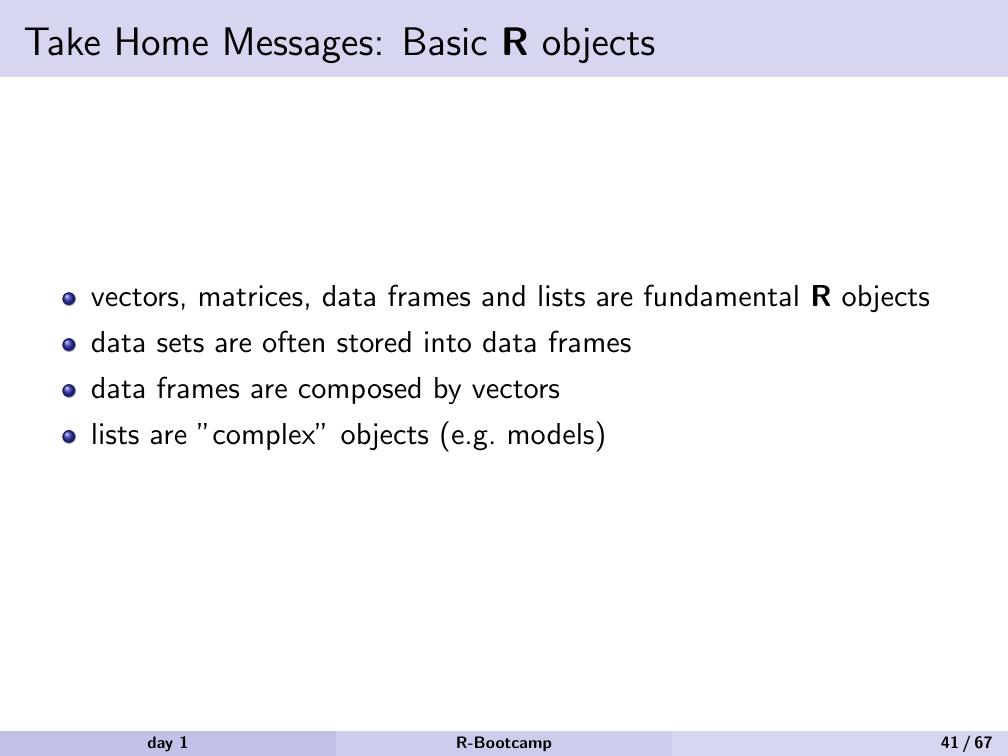 Take Home Messages: Basic R objects
vectors, matrices, data frames and lists are fundamental R objects
data sets are often stored into data frames
data frames are composed by vectors
lists are ”complex” objects (e.g. models)
day 1 R-Bootcamp 41 / 67